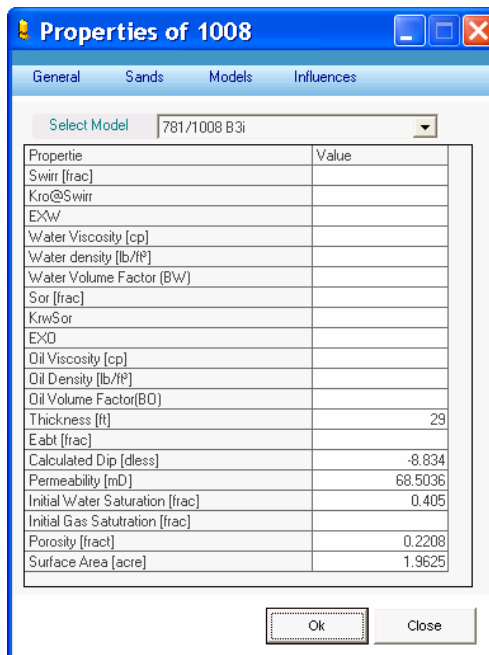 Properties of 1008
General Sands Models Influences
Select Model 781/1008 B3i
Propertie Value
Swirr [frac]
Kro@Swirr
EXW
Water Viscosity [cp]
Water density [lb/ft³]
Water Volume Factor (BW)
Sor [frac]
KrwSor
EXO
Oil Viscosity [cp]
Oil Density [lb/ft³]
Oil Volume Factor(BO)
Thickness [ft] 29
Eabt [frac]
Calculated Dip [dless] -8.834
Permeability [mD] 68.5036
Initial Water Saturation [frac] 0.405
Initial Gas Satutration [frac]
Porosity [fract] 0.2208
Surface Area [acre] 1.9625
Ok Close